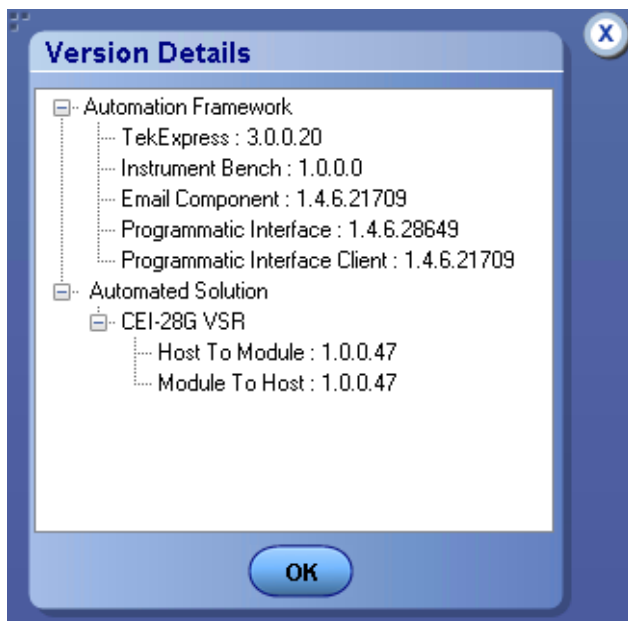 Version Details
X
Automation Framework
TekExpress : 3.0.0.20
Instrument Bench : 1.0.0.0
Email Component : 1.4.6.21709
Programmatic Interface : 1.4.6.28649
Programmatic Interface Client : 1.4.6.21709
Automated Solution
CEI-28G VSR
Host To Module : 1.0.0.47
Module To Host : 1.0.0.47
OK